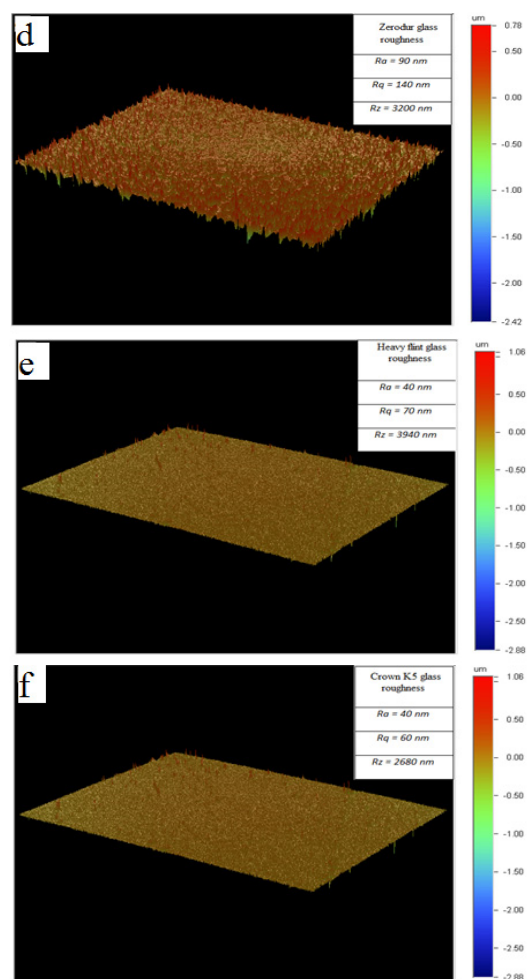 d
Zerodur glass
roughness
Ra = 90 nm
Rq = 140 nm
Rz = 3200 nm
um
0.78
0.50
0.00
-0.50
-1.00
-1.50
-2.00
-2.42
e
Heavy flint glass
roughness
Ra = 40 nm
Rq = 70 nm
Rz = 3940 nm
um
1.06
0.50
0.00
-0.50
-1.00
-1.50
-2.00
-2.50
-2.88
f
Crown K5 glass
roughness
Ra = 40 nm
Rq = 60 nm
Rz = 2680 nm
um
1.06
0.50
0.00
-0.50
-1.00
-1.50
-2.00
-2.50
-2.88